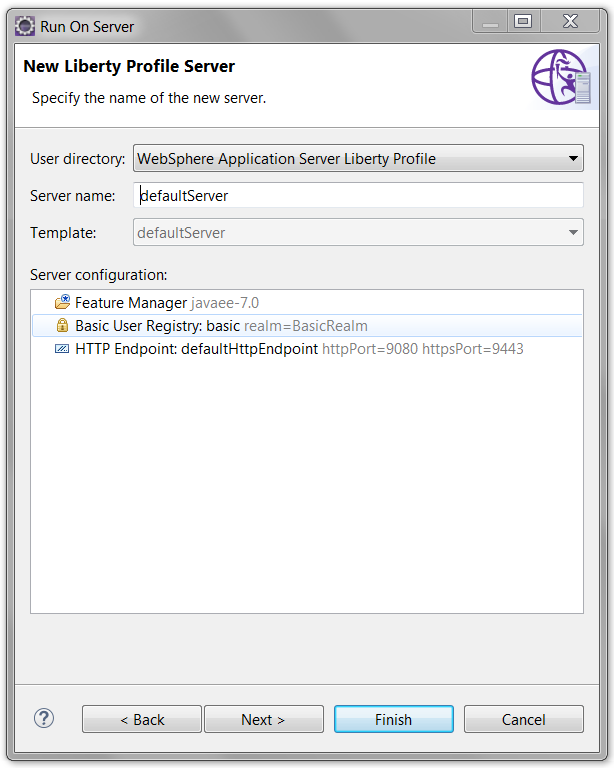 Run On Server
New Liberty Profile Server
Specify the name of the new server.
User directory: WebSphere Application Server Liberty Profile
Server name: defaultServer
Template: defaultServer
Server configuration:
Feature Manager javaee-7.0
Basic User Registry: basic realm=BasicRealm
HTTP Endpoint: defaultHttpEndpoint httpPort=9080 httpsPort=9443
? < Back Next > Finish Cancel